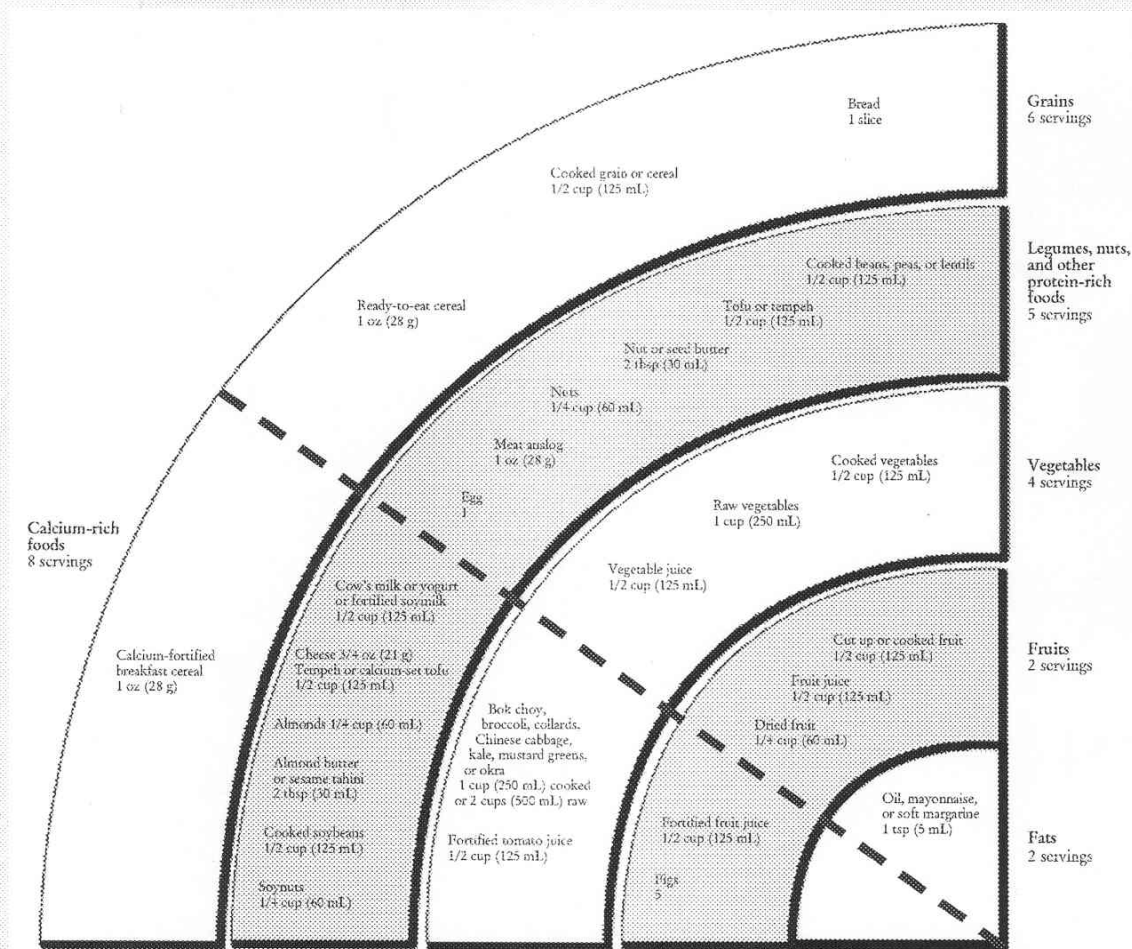 Bread
1 slice
Grains
6 servings
Cooked grain or cereal
1/2 cup (125 mL)
Ready-to-eat cereal
1 oz (28 g)
Legumes, nuts,
and other
protein-rich
foods
5 servings
Cooked beans, peas, or lentils
1/2 cup (125 mL)
Tofu or tempeh
1/2 cup (125 mL)
Nut or seed butter
2 tbsp (30 mL)
Nuts
1/4 cup (60 mL)
Meat analog
1 oz (28 g)
Egg
1
Vegetables
4 servings
Cooked vegetables
1/2 cup (125 mL)
Raw vegetables
1 cup (250 mL)
Vegetable juice
1/2 cup (125 mL)
Fruits
2 servings
Cut up or cooked fruit
1/2 cup (125 mL)
Fruit juice
1/2 cup (125 mL)
Dried fruit
1/4 cup (60 mL)
Fats
2 servings
Oil, mayonnaise,
or soft margarine
1 tsp (5 mL)
Calcium-rich
foods
8 servings
Calcium-fortified
breakfast cereal
1 oz (28 g)
Cow's milk or yogurt
or fortified soymilk
1/2 cup (125 mL)
Cheese 3/4 oz (21 g)
Tempeh or calcium-set tofu
1/2 cup (125 mL)
Almonds 1/4 cup (60 mL)
Almond butter
or sesame tahini
2 tbsp (30 mL)
Cooked soybeans
1/2 cup (125 mL)
Soynuts
1/4 cup (60 mL)
Bok choy,
broccoli, collards.
Chinese cabbage,
kale, mustard greens,
or okra
1 cup (250 mL) cooked
or 2 cups (500 mL) raw
Fortified tomato juice
1/2 cup (125 mL)
Fortified fruit juice
1/2 cup (125 mL)
Figs
5